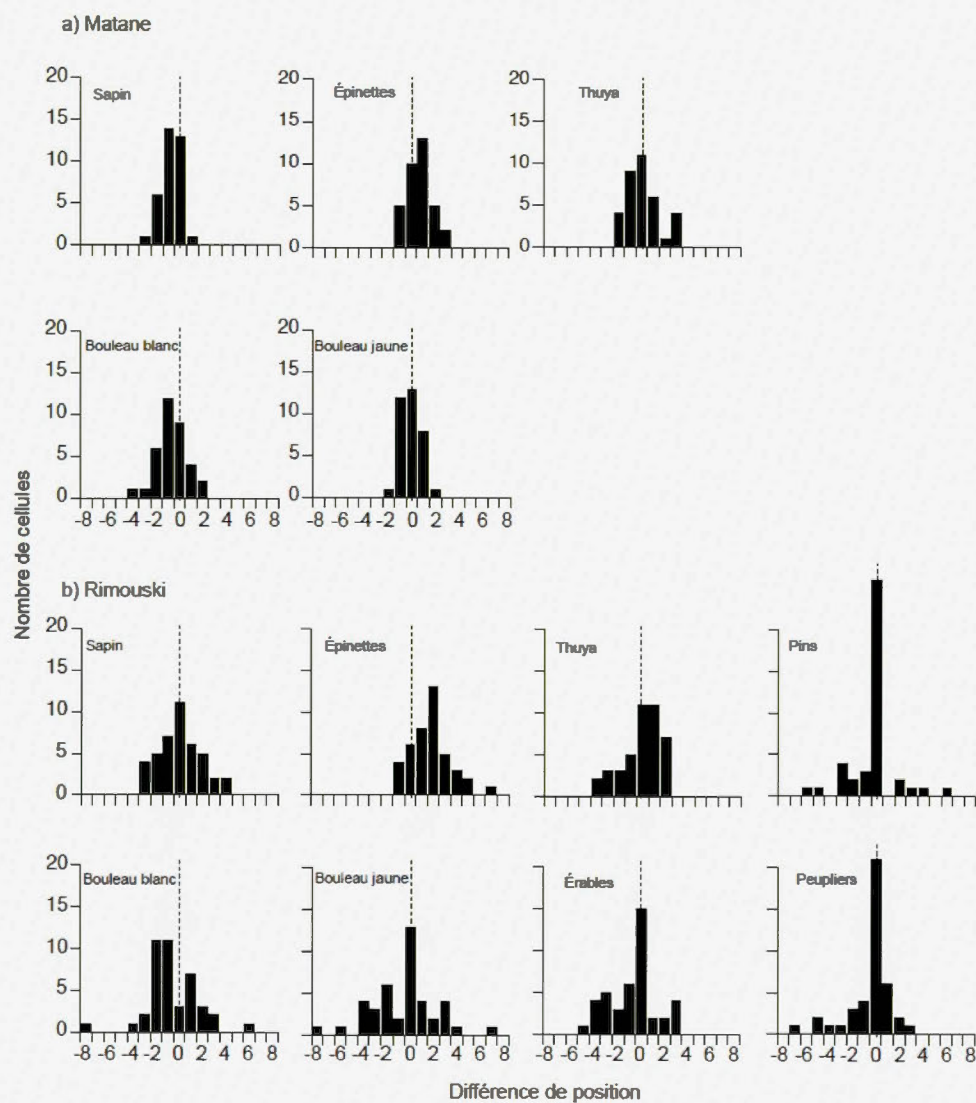 a) Matane
20 20 20
Sapin Épinettes Thuya
15 15 15
10 10 10
5 5 5
0 0 0
20 20
Bouleau blanc Bouleau jaune
15 15
10 10
5 5
0 0
-8 -6 -4 -2 0 2 4 6 8 -8 -6 -4 -2 0 2 4 6 8
Nombre de cellules
b) Rimouski
20
Sapin Épinettes Thuya Pins
15
10
5
0
20
Bouleau blanc Bouleau jaune Érables Peupliers
15
10
5
0
-8 -6 -4 -2 0 2 4 6 8 -8 -6 -4 -2 0 2 4 6 8 -8 -6 -4 -2 0 2 4 6 8 -8 -6 -4 -2 0 2 4 6 8
Différence de position